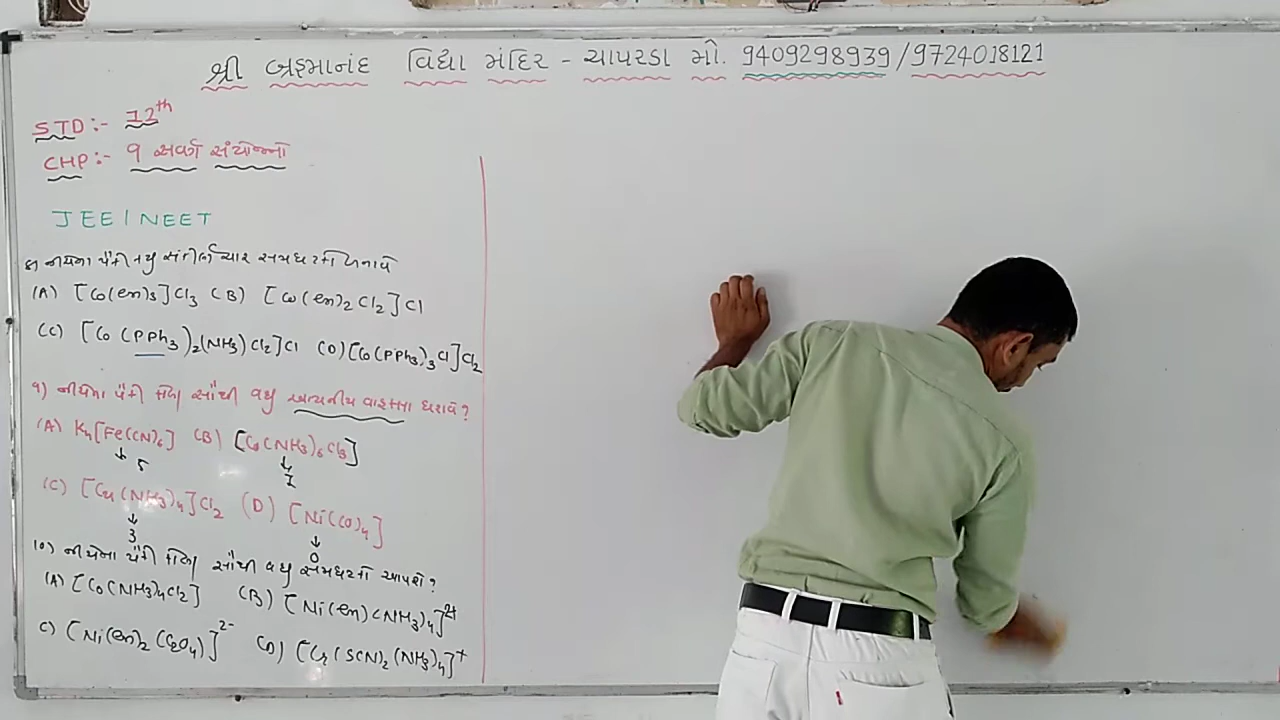 શ્રી બ્રહ્માનંદ વિદ્યા મંદિર - ચાપરડા મો. 9409298939 / 9724018121
STD :- 12th
CHP :- 9 સવર્ગ સંયોજનો
JEE / NEET
8) નીચેના પૈકી
(A) [Co(en)3]Cl3 (B) [Co(en)2Cl2]Cl
(C) [Co(PPh3)2(NH3)Cl2]Cl (D) [Co(PPh3)3Cl]Cl2
૧) નીચેના પૈકી સૌથી વધુ વાહકતા ધરાવે?
(A) K4[Fe(CN)6] (B) [Co(NH3)6Cl3]
↓ 5 ↓
(C) [Cu(NH3)4]Cl2 (D) [Ni(CO)4]
↓ ↓
3 0
10) નીચેના પૈકી સૌથી વધુ સમઘટકો આપશે?
(A) [Co(NH3)4Cl2] (B) [Ni(en)(NH3)4]2+
C) [Ni(en)2(C2O4)]2- (D) [Cr(SCN)2(NH3)4]+